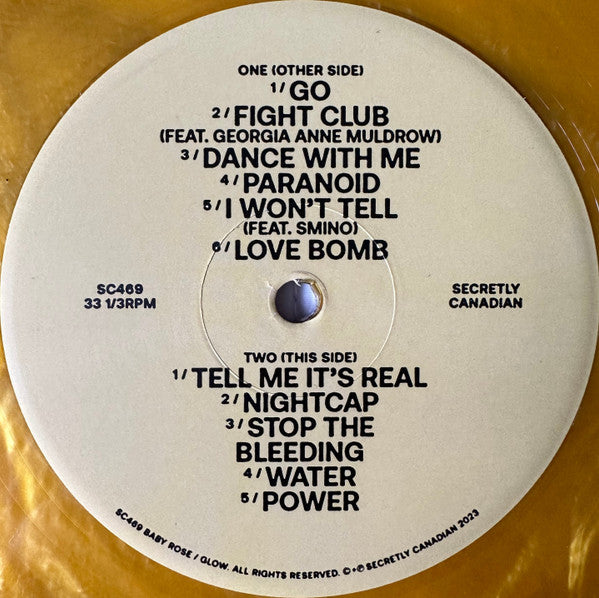 ONE (OTHER SIDE)
1/GO
2/FIGHT CLUB
(FEAT. GEORGIA ANNE MULDROW)
3/DANCE WITH ME
4/PARANOID
5/I WON'T TELL
(FEAT. SMINO)
6/LOVE BOMB
SC469
33 1/3RPM
SECRETLY
CANADIAN
TWO (THIS SIDE)
1/TELL ME IT'S REAL
2/NIGHTCAP
3/STOP THE
BLEEDING
4/WATER
5/POWER
SC469 BABY ROSE / GLOW. ALL RIGHTS RESERVED. ©+℗ SECRETLY CANADIAN 2023